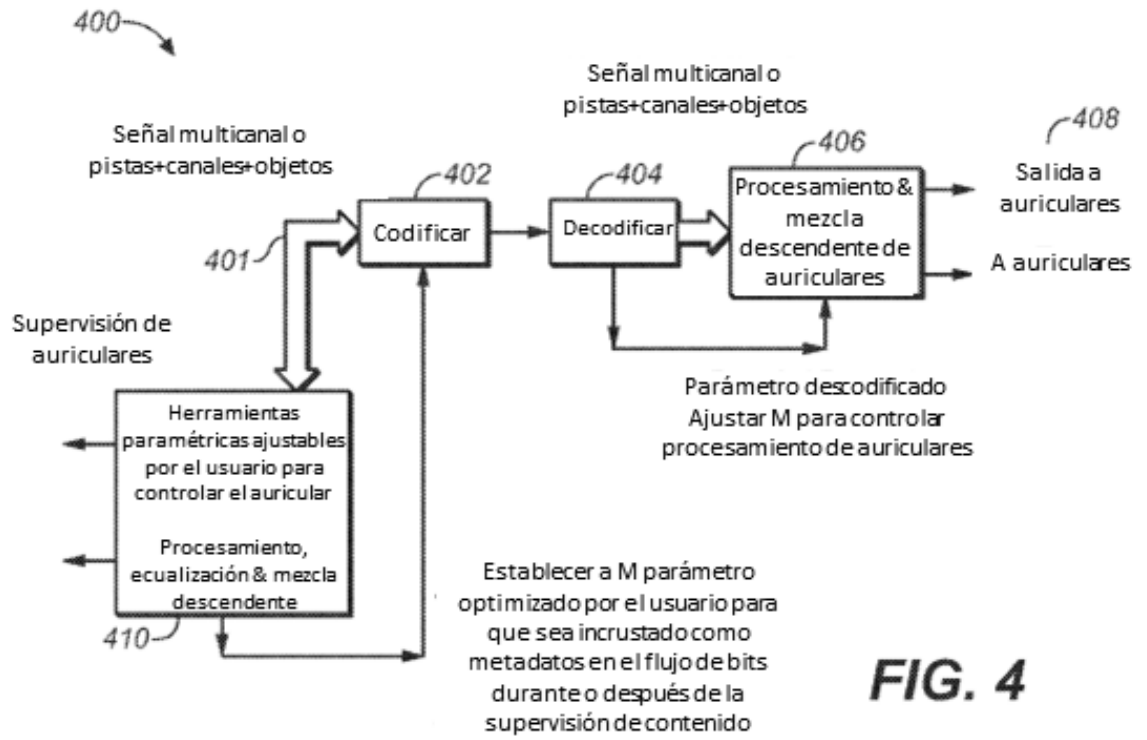 400
Señal multicanal o
pistas+canales+objetos
Señal multicanal o
pistas+canales+objetos
401
402
Codificar
404
Decodificar
406
Procesamiento &
mezcla
descendente de
auriculares
408
Salida a
auriculares
A auriculares
Supervisión de
auriculares
Herramientas
paramétricas ajustables
por el usuario para
controlar el auricular
Procesamiento,
ecualización & mezcla
descendente
410
Parámetro descodificado
Ajustar M para controlar
procesamiento de auriculares
Establecer a M parámetro
optimizado por el usuario para
que sea incrustado como
metadatos en el flujo de bits
durante o después de la
supervisión de contenido
FIG. 4